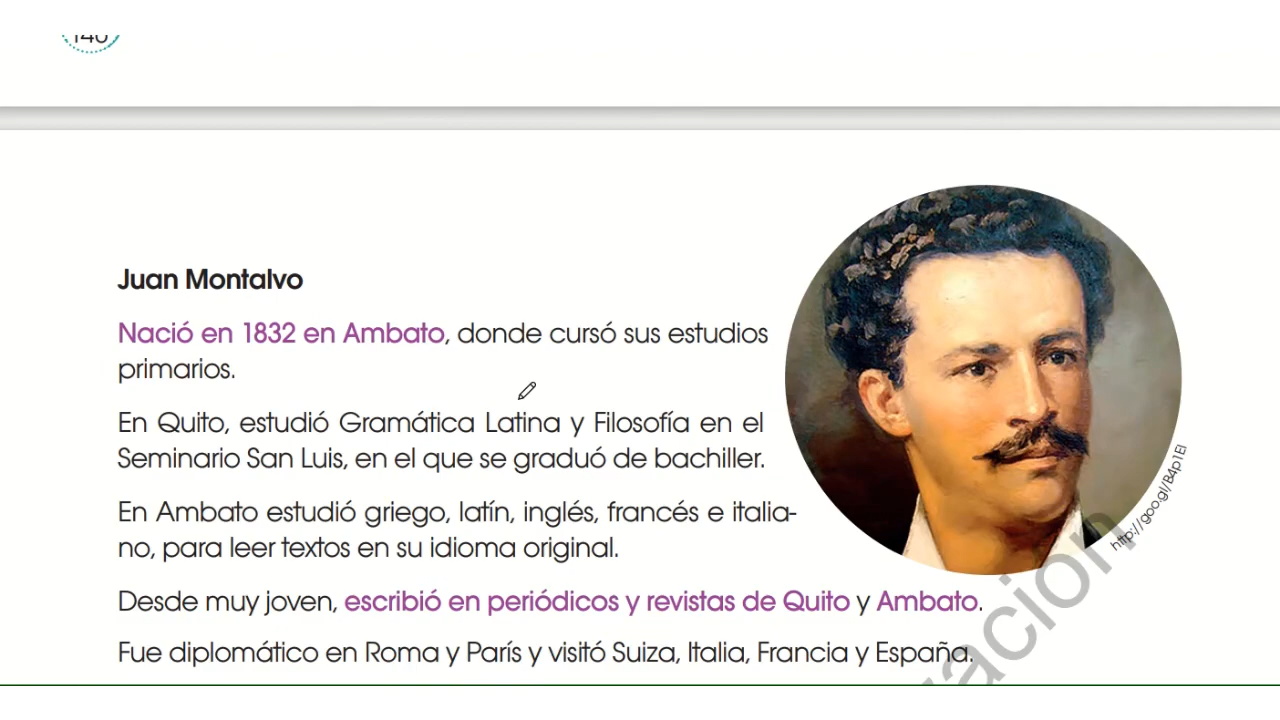 140
Juan Montalvo
Nació en 1832 en Ambato, donde cursó sus estudios
primarios.
En Quito, estudió Gramática Latina y Filosofía en el
Seminario San Luis, en el que se graduó de bachiller.
En Ambato estudió griego, latín, inglés, francés e italia-
no, para leer textos en su idioma original.
http://goo.gl/B4p1El
Desde muy joven, escribió en periódicos y revistas de Quito y Ambato.
Fue diplomático en Roma y París y visitó Suiza, Italia, Francia y España.